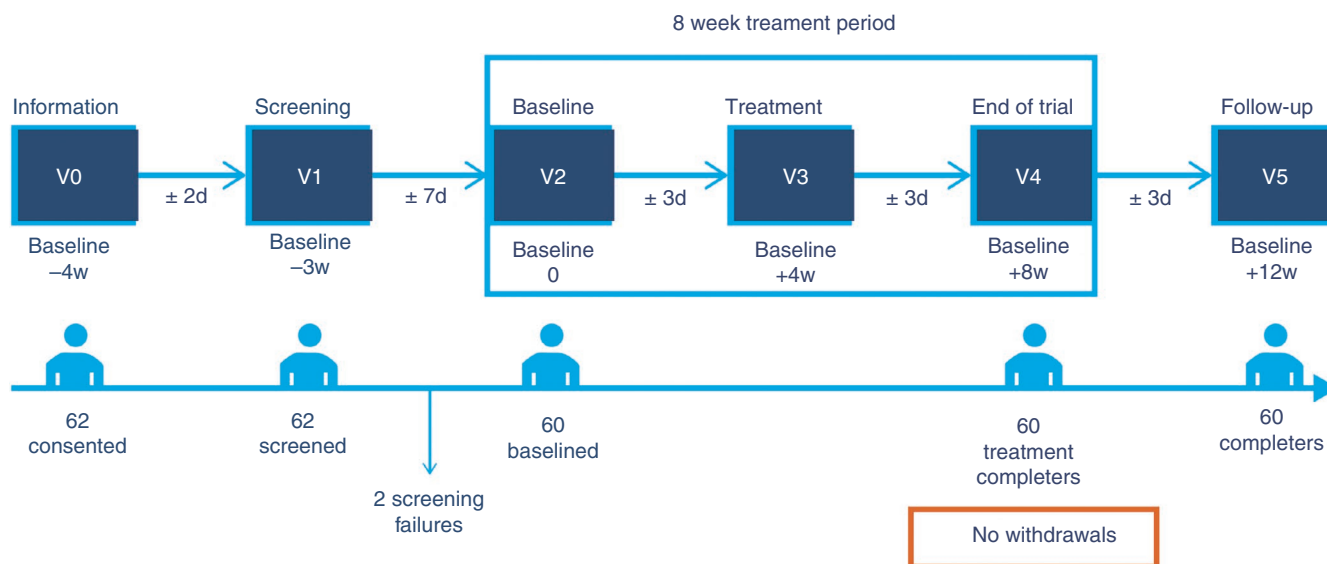 8 week treament period
Information
Screening
Baseline
Treatment
End of trial
Follow-up
V0
± 2d
V1
± 7d
V2
± 3d
V3
± 3d
V4
± 3d
V5
Baseline
–4w
Baseline
–3w
Baseline
0
Baseline
+4w
Baseline
+8w
Baseline
+12w
62
consented
62
screened
2 screening
failures
60
baselined
60
treatment
completers
60
completers
No withdrawals